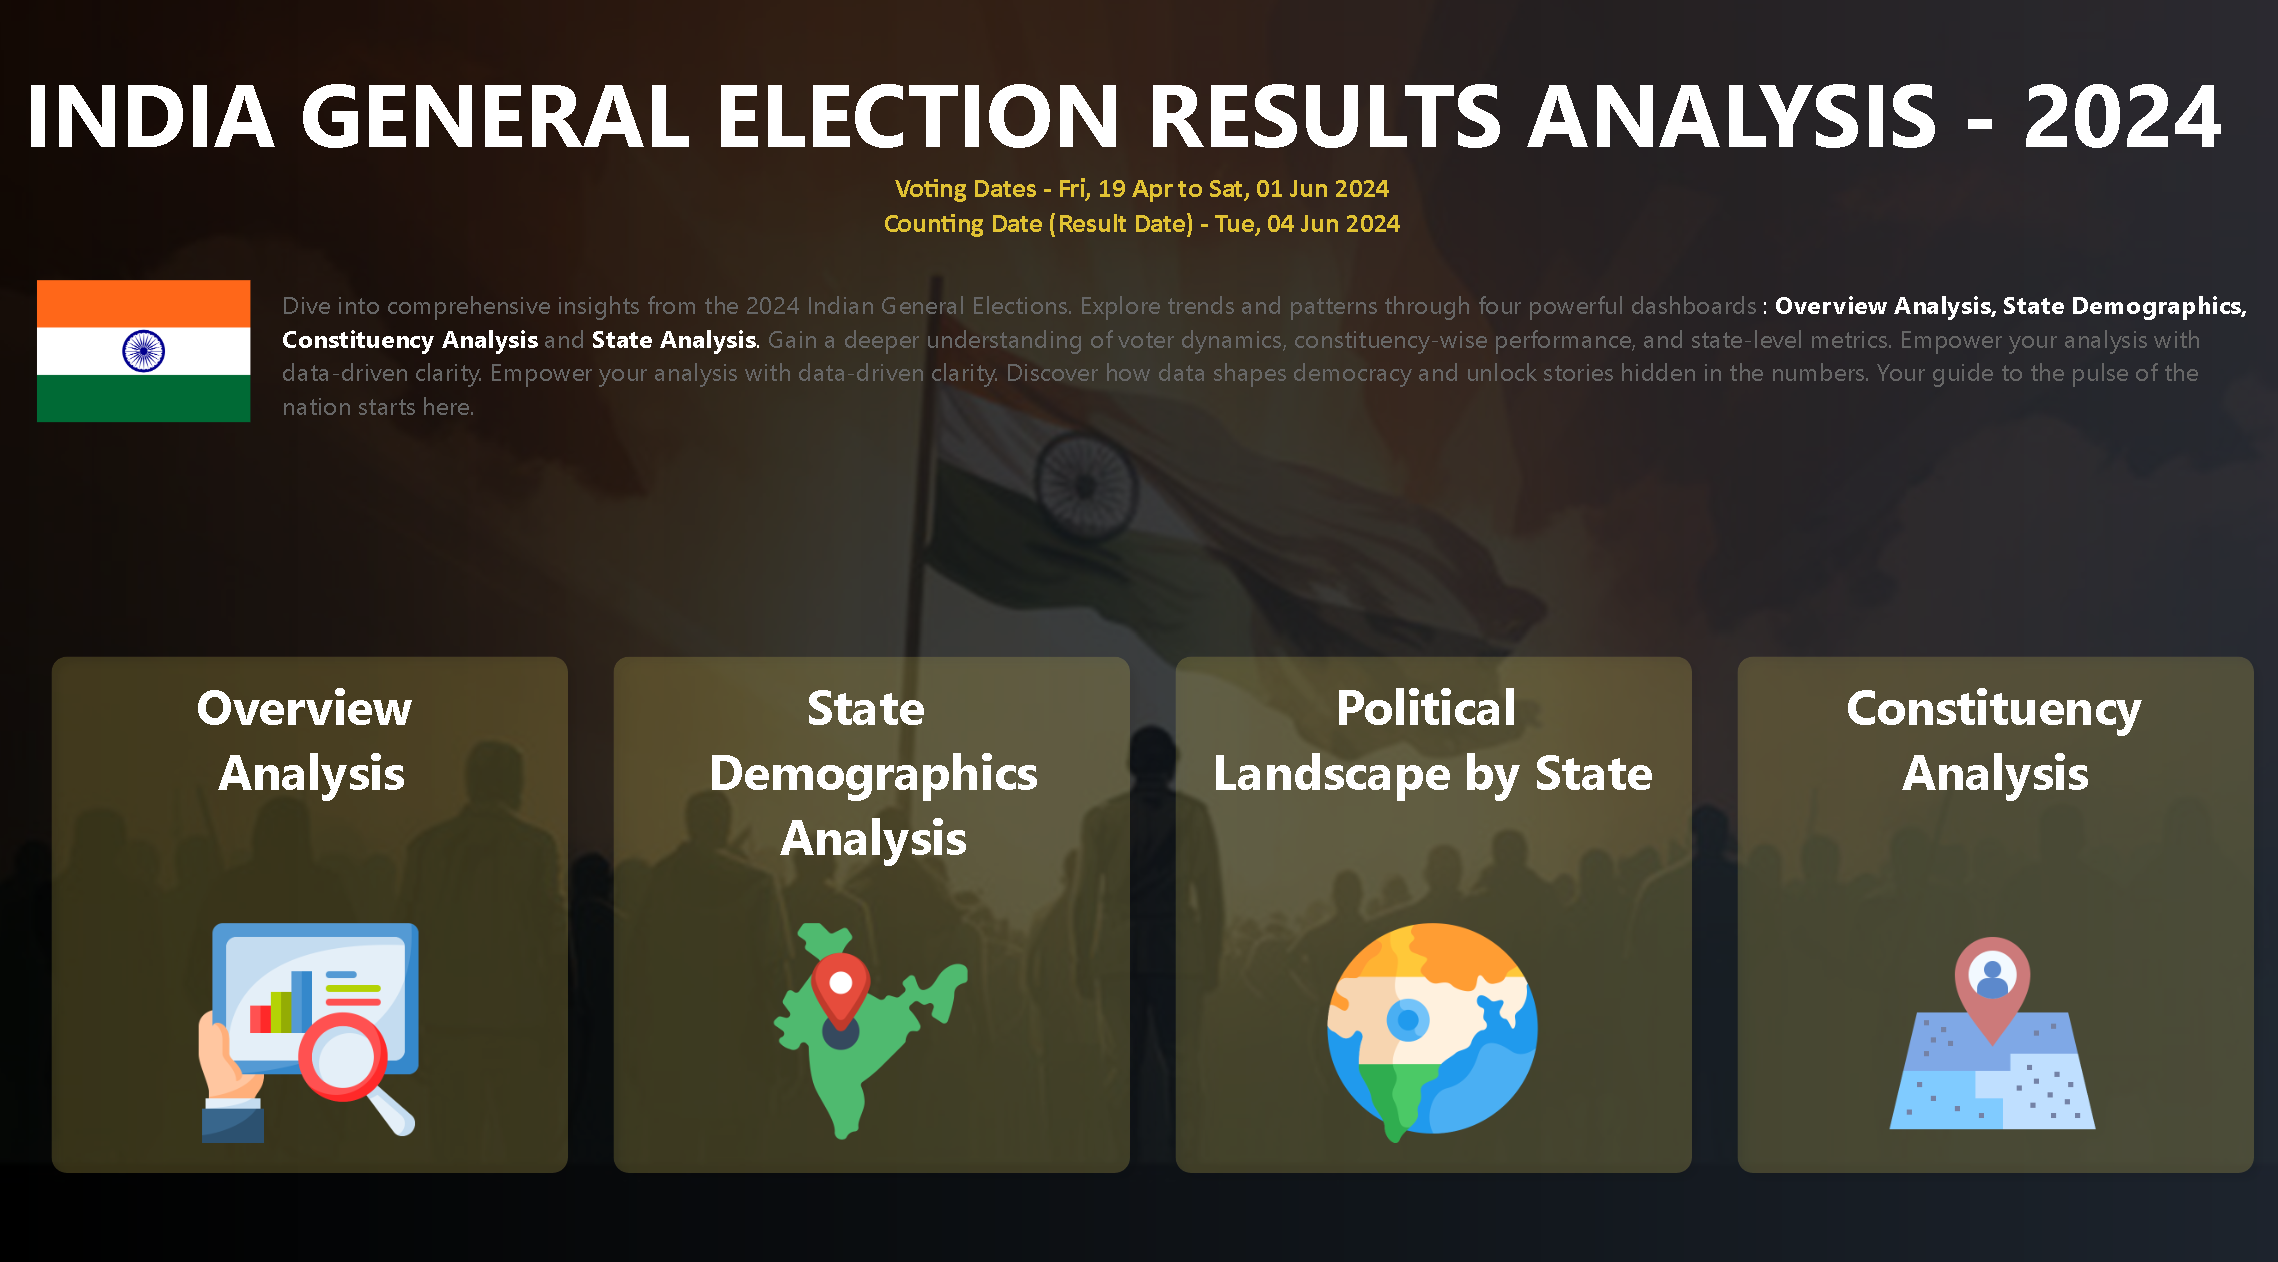 INDIA GENERAL ELECTION RESULTS ANALYSIS - 2024
Voting Dates - Fri, 19 Apr to Sat, 01 Jun 2024
Counting Date (Result Date) - Tue, 04 Jun 2024
Dive into comprehensive insights from the 2024 Indian General Elections. Explore trends and patterns through four powerful dashboards : Overview Analysis, State Demographics,
Constituency Analysis and State Analysis. Gain a deeper understanding of voter dynamics, constituency-wise performance, and state-level metrics. Empower your analysis with
data-driven clarity. Empower your analysis with data-driven clarity. Discover how data shapes democracy and unlock stories hidden in the numbers. Your guide to the pulse of the
nation starts here.
Overview
Analysis
State
Demographics
Analysis
Political
Landscape by State
Constituency
Analysis